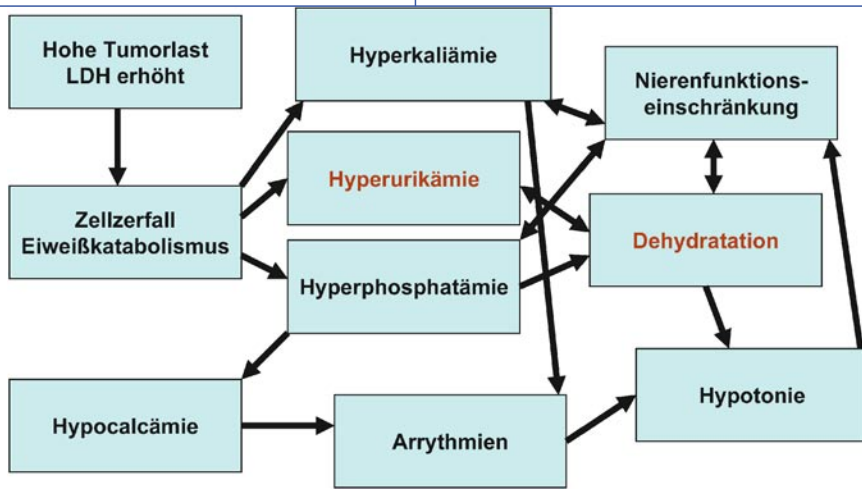 Hohe Tumorlast
LDH erhöht
Hyperkaliämie
Nierenfunktions-
einschränkung
Hyperurikämie
Zellzerfall
Eiweißkatabolismus
Dehydratation
Hyperphosphatämie
Hypocalcämie
Arrythmien
Hypotonie